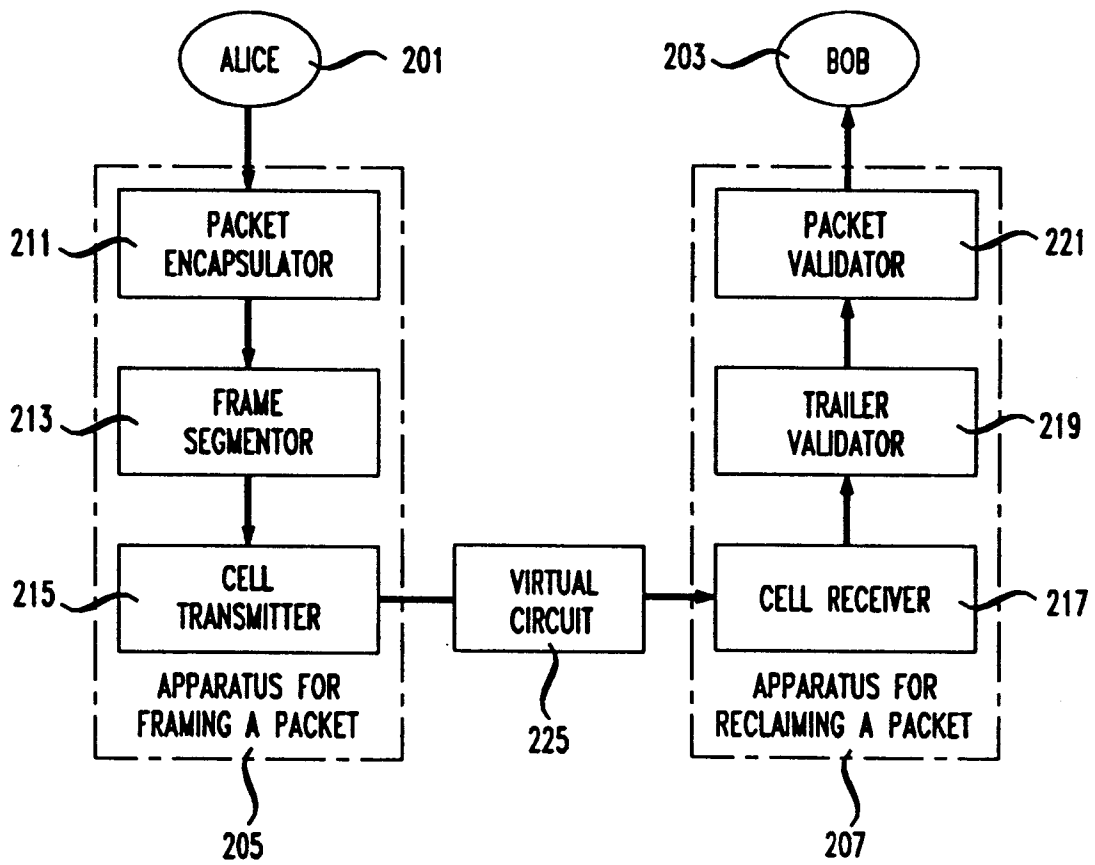 ALICE
201
203
BOB
211
PACKET
ENCAPSULATOR
PACKET
VALIDATOR
221
213
FRAME
SEGMENTOR
TRAILER
VALIDATOR
219
215
CELL
TRANSMITTER
VIRTUAL
CIRCUIT
CELL RECEIVER
217
APPARATUS FOR
FRAMING A PACKET
225
APPARATUS FOR
RECLAIMING A PACKET
205
207